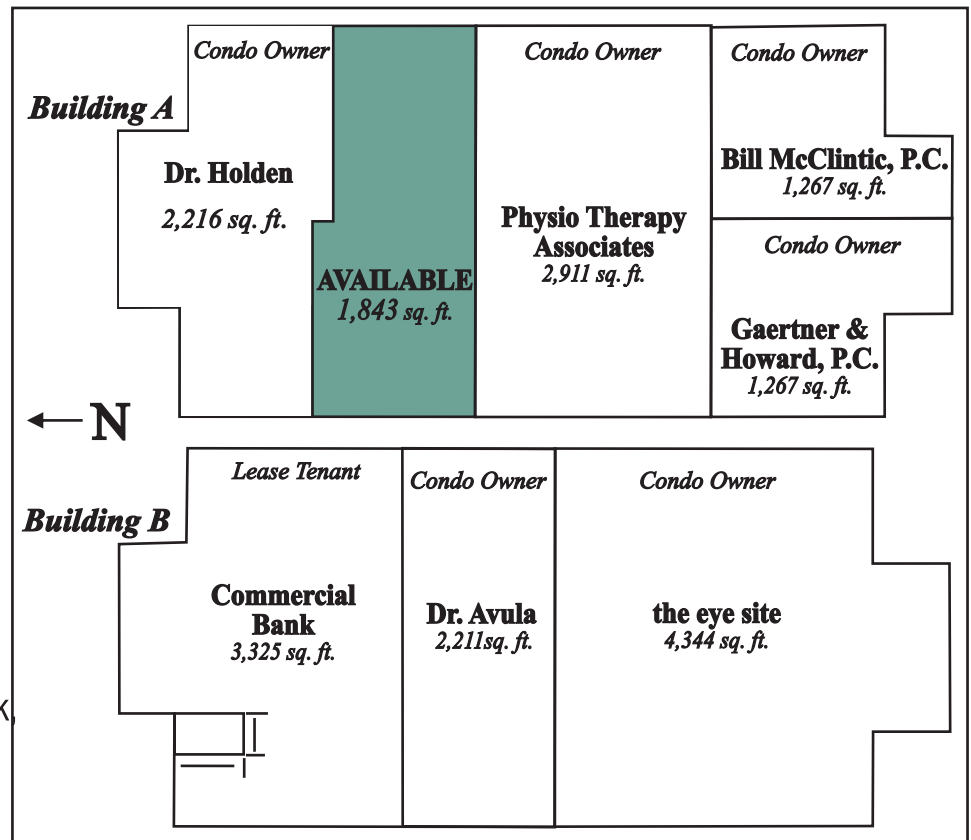 Building A
Condo Owner
Dr. Holden
2,216 sq. ft.
AVAILABLE
1,843 sq. ft.
Condo Owner
Physio Therapy
Associates
2,911 sq. ft.
Condo Owner
Bill McClintic, P.C.
1,267 sq. ft.
Condo Owner
Gaertner &
Howard, P.C.
1,267 sq. ft.
N
Building B
Lease Tenant
Commercial
Bank
3,325 sq. ft.
Condo Owner
Dr. Avula
2,211sq. ft.
Condo Owner
the eye site
4,344 sq. ft.